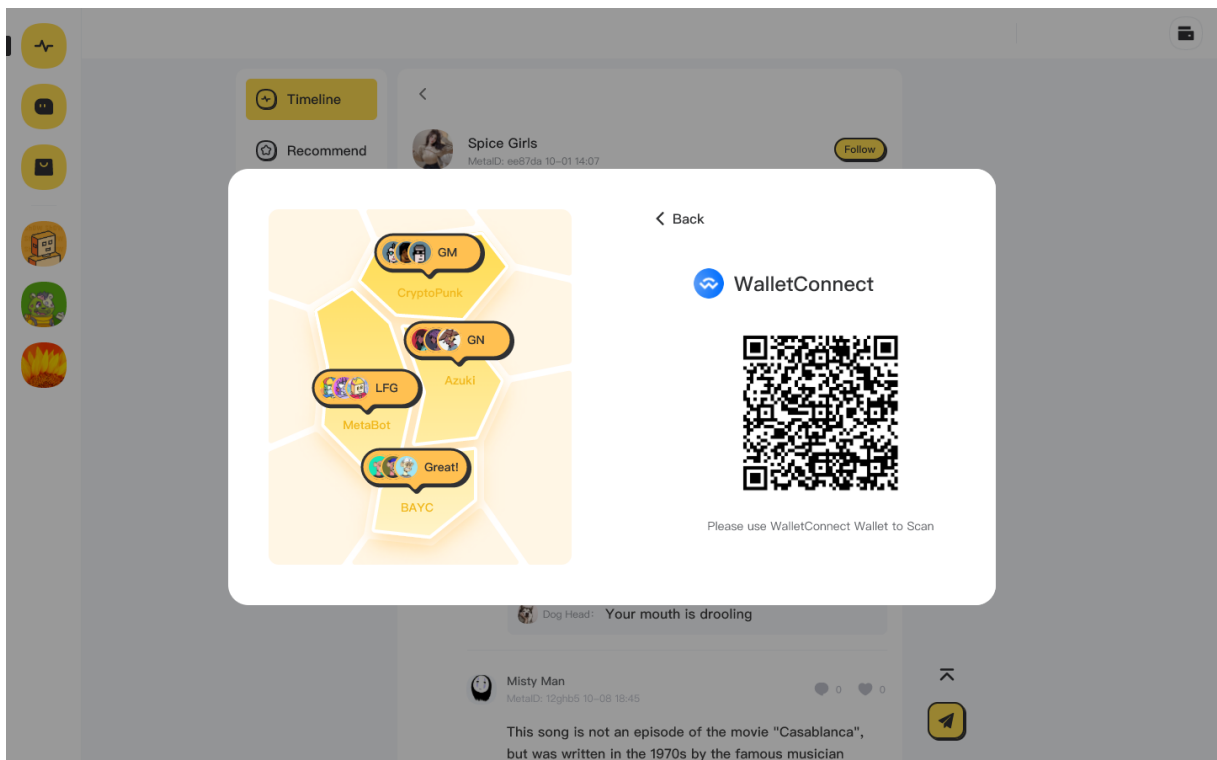 Timeline
Recommend
Spice Girls
MetaID: ee87da 10-01 14:07
Follow
GM
CryptoPunk
GN
Azuki
LFG
MetaBot
Great!
BAYC
Back
WalletConnect
Please use WalletConnect Wallet to Scan
Dog Head: Your mouth is drooling
Misty Man
MetaID: 12ghb5 10-08 18:45
0 0
This song is not an episode of the movie "Casablanca",
but was written in the 1970s by the famous musician